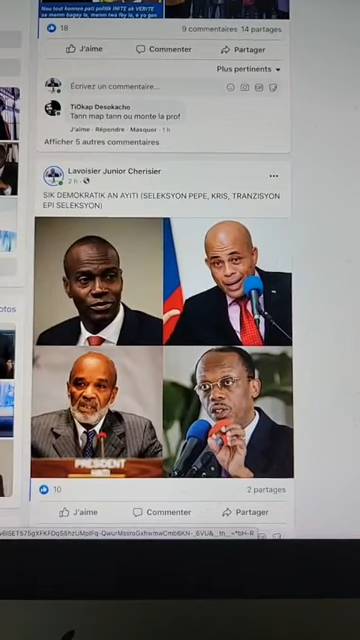 Nou tout konnen pati politik INITE ak VERITE
se menm bagay la, menm twa fey la, e yo gen
18
9 commentaires 14 partages
J'aime
Commenter
Partager
Plus pertinents
Écrivez un commentaire...
TiOkap Desokacho
Tann map tann ou monte la prof
J'aime · Répondre · Masquer · 1 h
Afficher 5 autres commentaires
Lavoisier Junior Cherisier
2 h ·
SIK DEMOKRATIK AN AYITI (SELEKSYON PEPE, KRIS, TRANZISYON
EPI SELEKSYON)
otos
PRESIDENT
10
2 partages
J'aime
Commenter
Partager